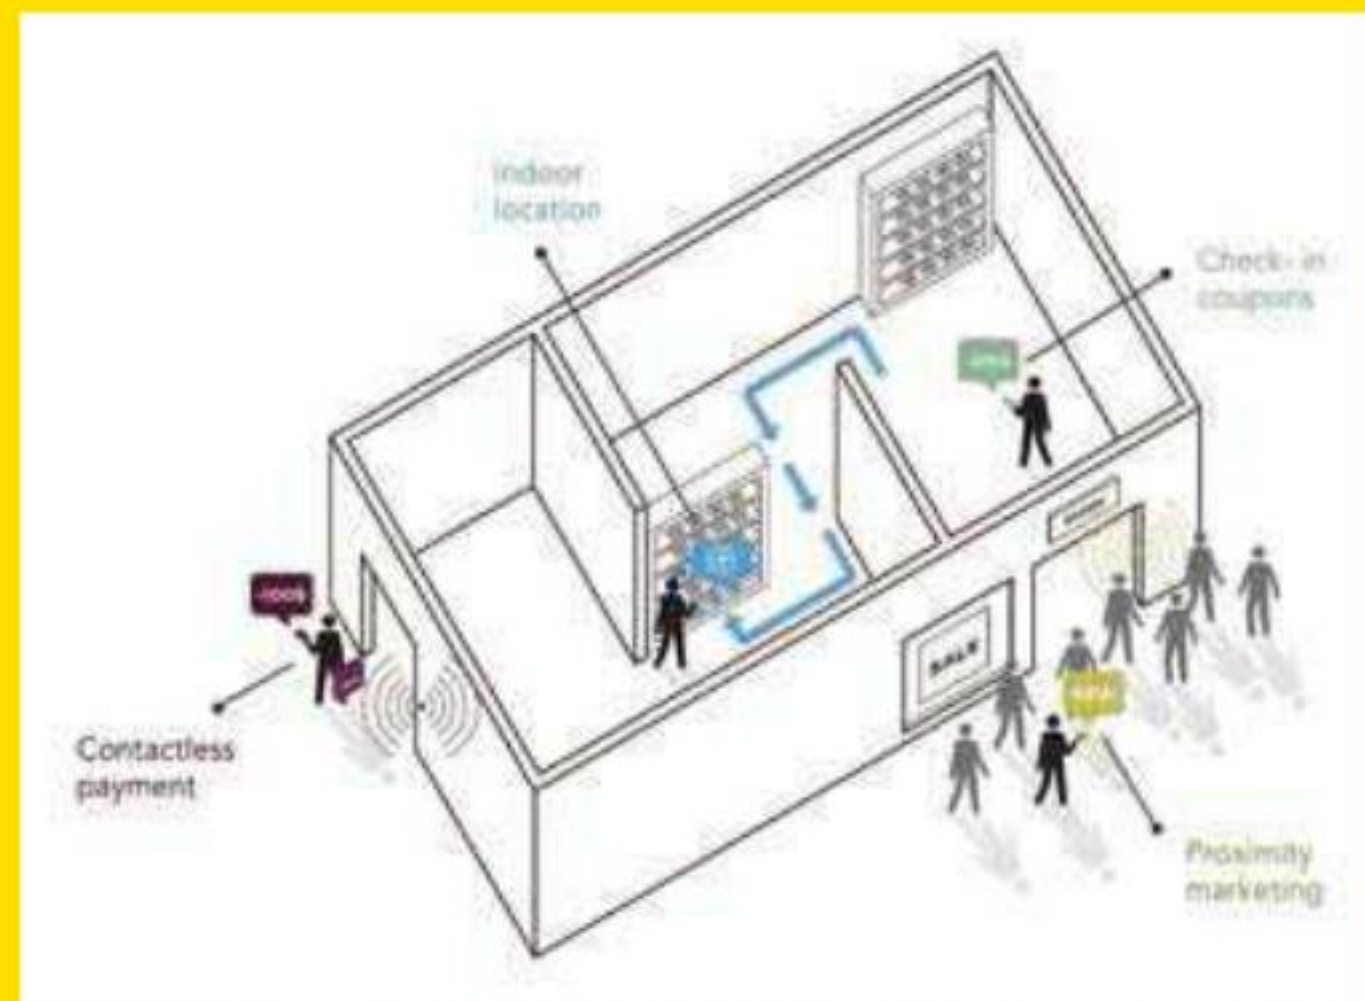 Indoor
location
Check-in
coupons
SALE
Contactless
payment
Proximity
marketing